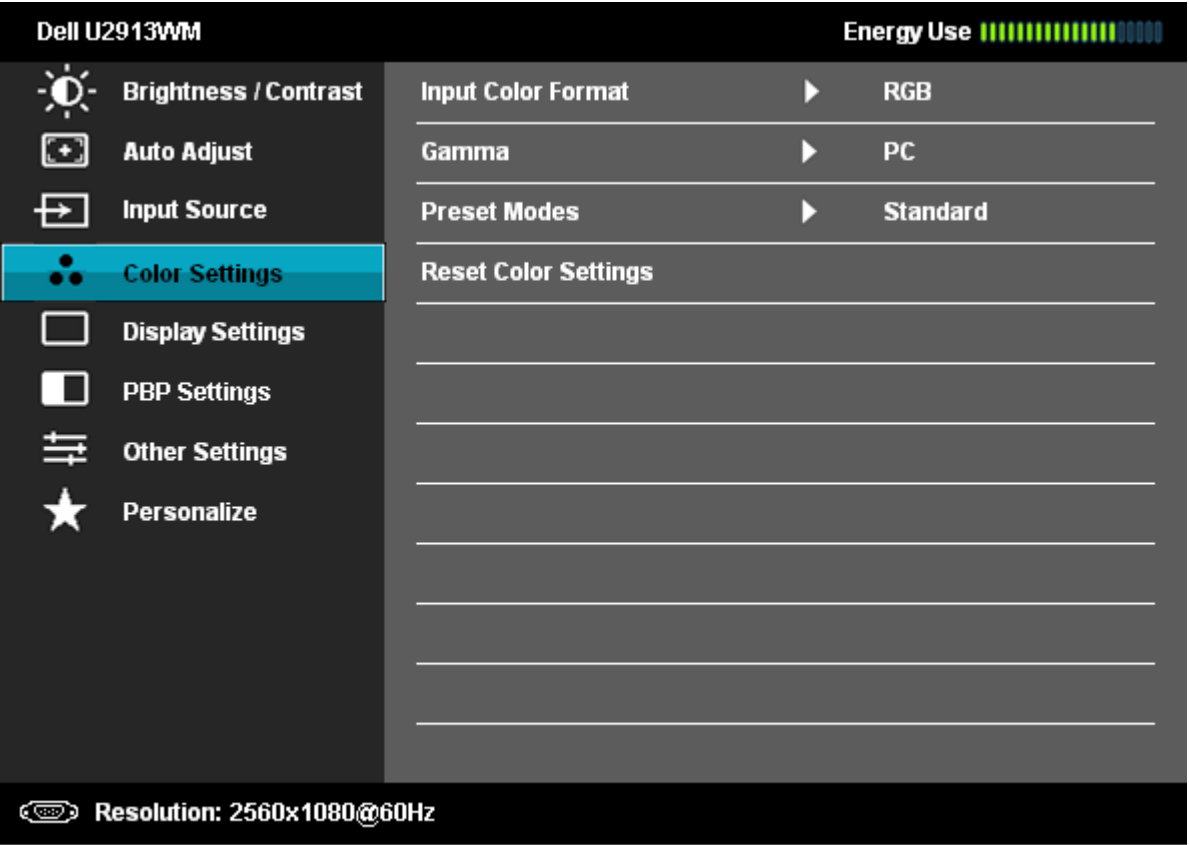 Dell U2913WM Energy Use
Brightness / Contrast Input Color Format RGB
Auto Adjust Gamma PC
Input Source Preset Modes Standard
Color Settings Reset Color Settings
Display Settings
PBP Settings
Other Settings
Personalize
Resolution: 2560x1080@60Hz